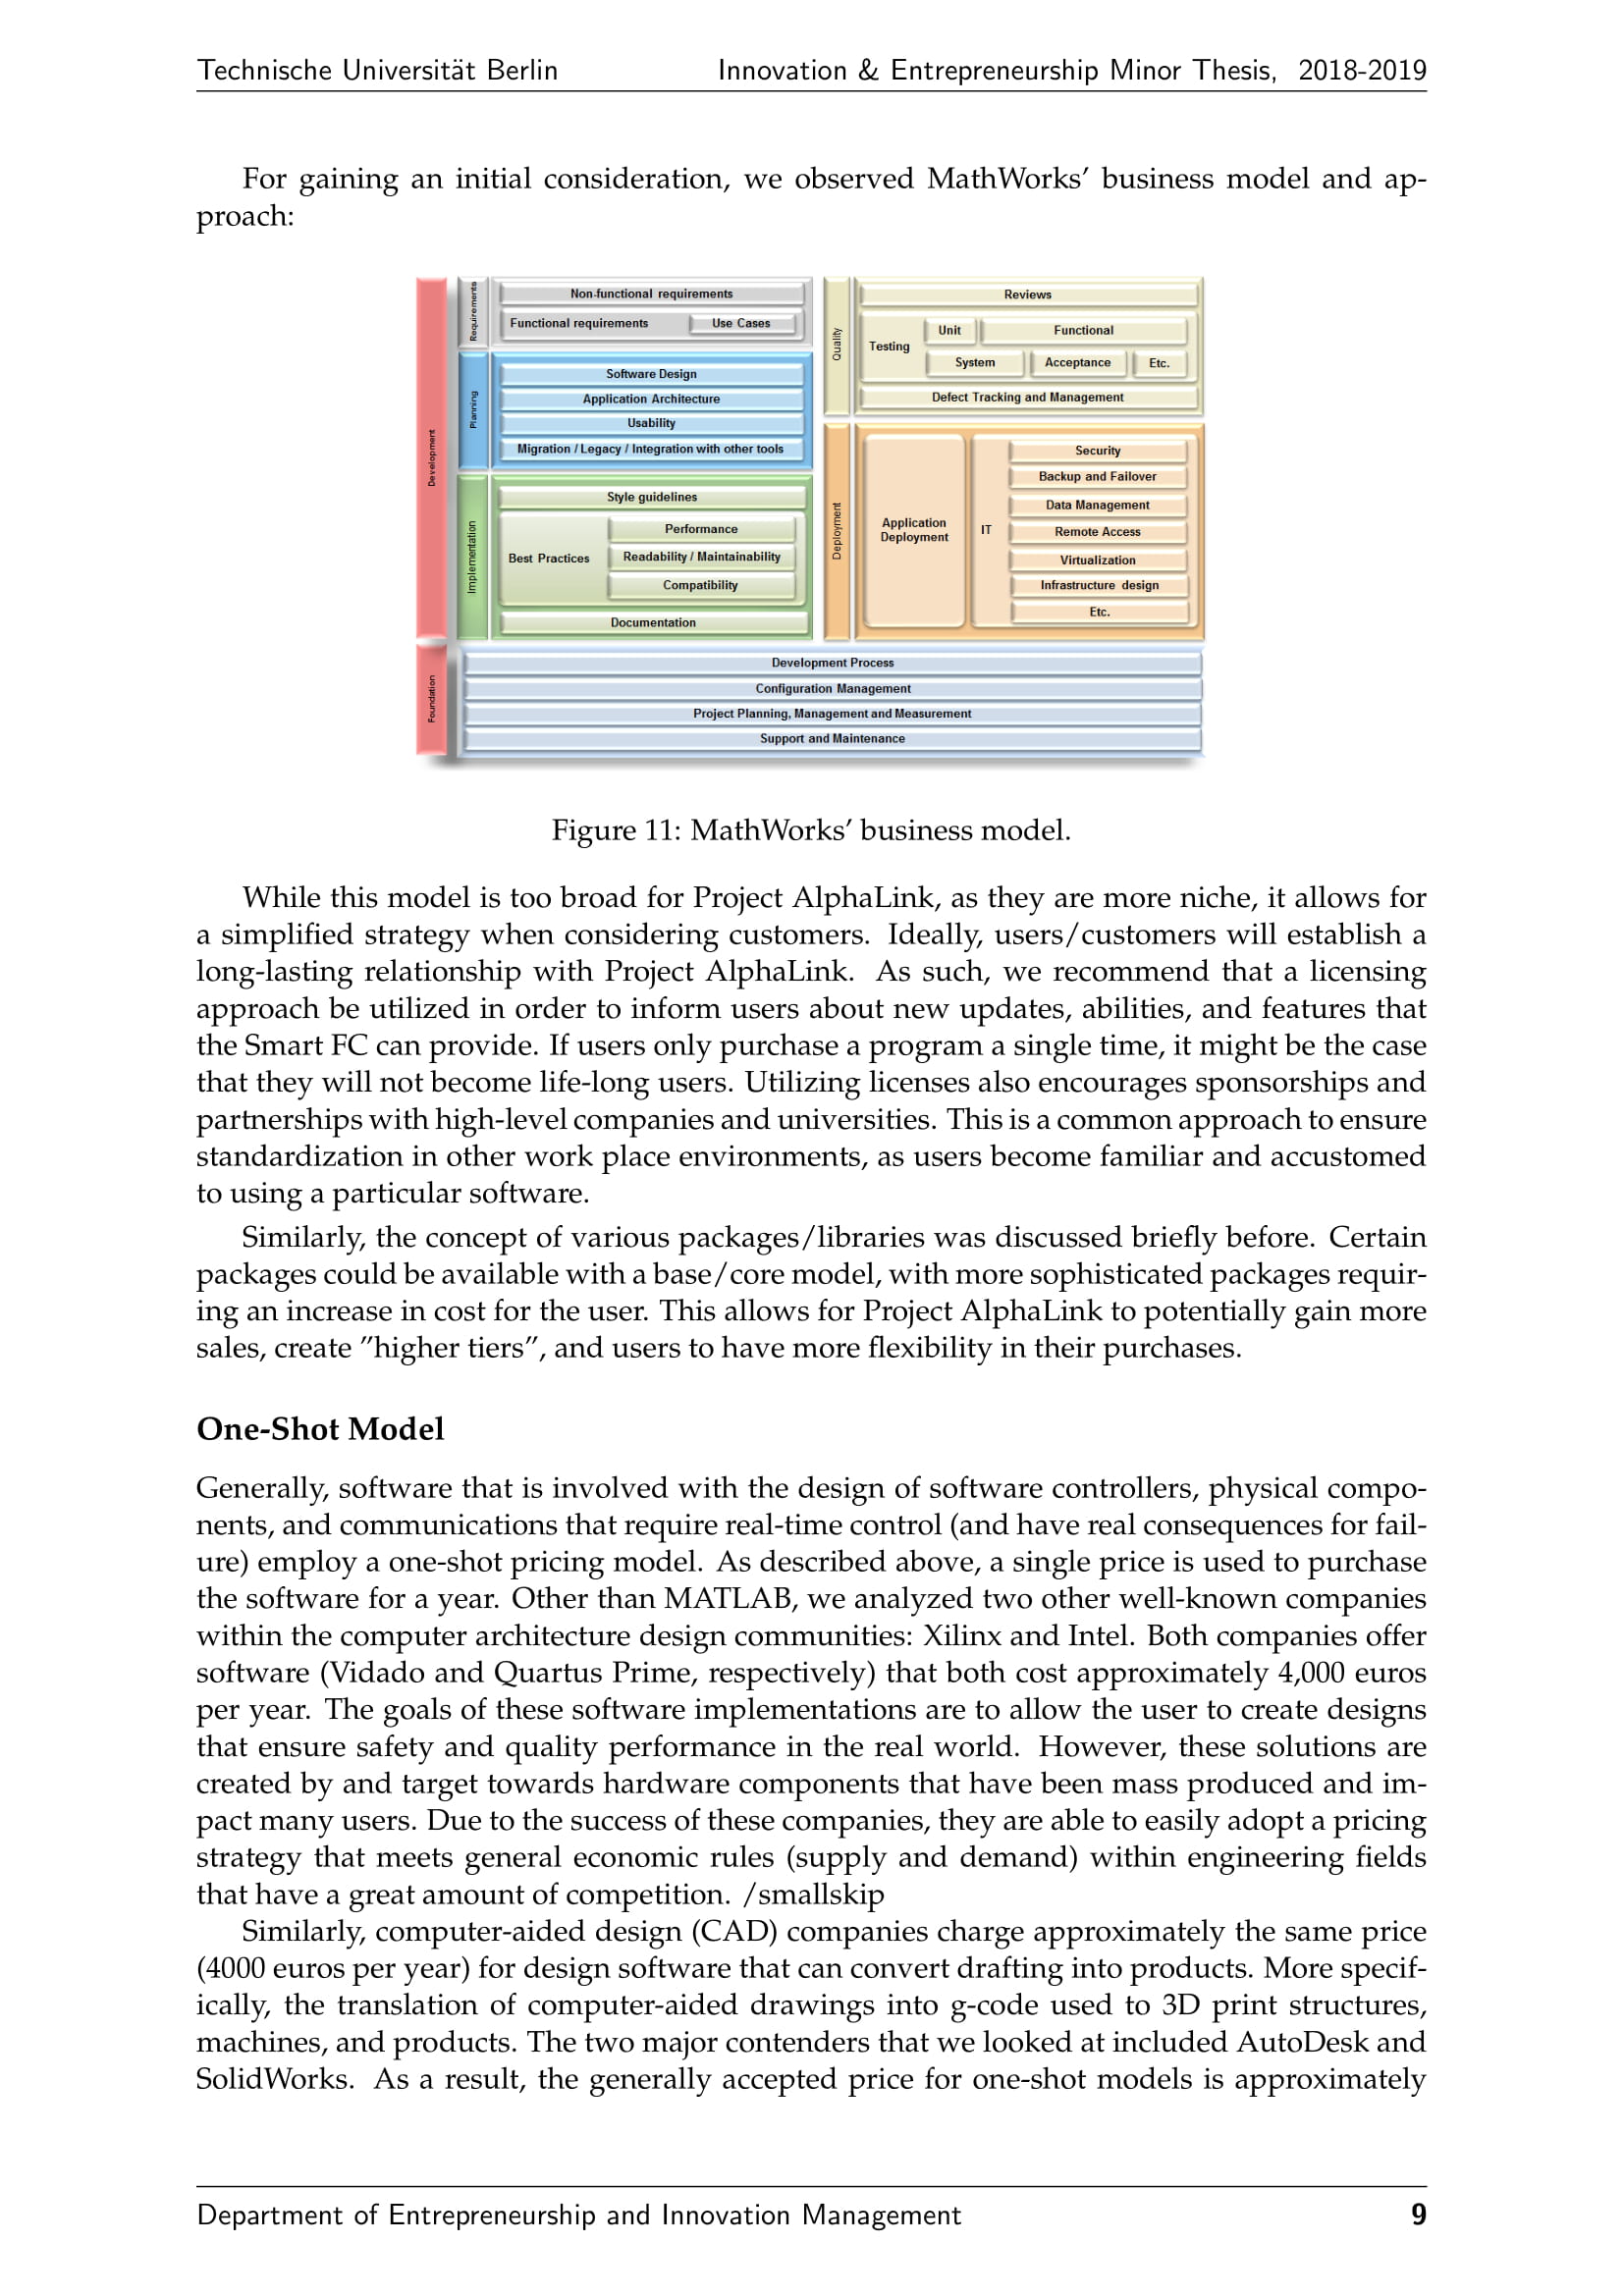 Technische Universität Berlin Innovation & Entrepreneurship Minor Thesis, 2018-2019
For gaining an initial consideration, we observed MathWorks’ business model and ap-
proach:
Development
Requirements
Non-functional requirements
Functional requirements Use Cases
Planning
Software Design
Application Architecture
Usability
Migration / Legacy / Integration with other tools
Implementation
Style guidelines
Best Practices
Performance
Readability / Maintainability
Compatibility
Documentation
Quality
Reviews
Testing
Unit Functional
System Acceptance Etc.
Defect Tracking and Management
Deployment
Application
Deployment
IT
Security
Backup and Failover
Data Management
Remote Access
Virtualization
Infrastructure design
Etc.
Foundation
Development Process
Configuration Management
Project Planning, Management and Measurement
Support and Maintenance
Figure 11: MathWorks’ business model.
While this model is too broad for Project AlphaLink, as they are more niche, it allows for
a simplified strategy when considering customers. Ideally, users/customers will establish a
long-lasting relationship with Project AlphaLink. As such, we recommend that a licensing
approach be utilized in order to inform users about new updates, abilities, and features that
the Smart FC can provide. If users only purchase a program a single time, it might be the case
that they will not become life-long users. Utilizing licenses also encourages sponsorships and
partnerships with high-level companies and universities. This is a common approach to ensure
standardization in other work place environments, as users become familiar and accustomed
to using a particular software.
Similarly, the concept of various packages/libraries was discussed briefly before. Certain
packages could be available with a base/core model, with more sophisticated packages requir-
ing an increase in cost for the user. This allows for Project AlphaLink to potentially gain more
sales, create ”higher tiers”, and users to have more flexibility in their purchases.
One-Shot Model
Generally, software that is involved with the design of software controllers, physical compo-
nents, and communications that require real-time control (and have real consequences for fail-
ure) employ a one-shot pricing model. As described above, a single price is used to purchase
the software for a year. Other than MATLAB, we analyzed two other well-known companies
within the computer architecture design communities: Xilinx and Intel. Both companies offer
software (Vidado and Quartus Prime, respectively) that both cost approximately 4,000 euros
per year. The goals of these software implementations are to allow the user to create designs
that ensure safety and quality performance in the real world. However, these solutions are
created by and target towards hardware components that have been mass produced and im-
pact many users. Due to the success of these companies, they are able to easily adopt a pricing
strategy that meets general economic rules (supply and demand) within engineering fields
that have a great amount of competition. /smallskip
Similarly, computer-aided design (CAD) companies charge approximately the same price
(4000 euros per year) for design software that can convert drafting into products. More specif-
ically, the translation of computer-aided drawings into g-code used to 3D print structures,
machines, and products. The two major contenders that we looked at included AutoDesk and
SolidWorks. As a result, the generally accepted price for one-shot models is approximately
Department of Entrepreneurship and Innovation Management 9